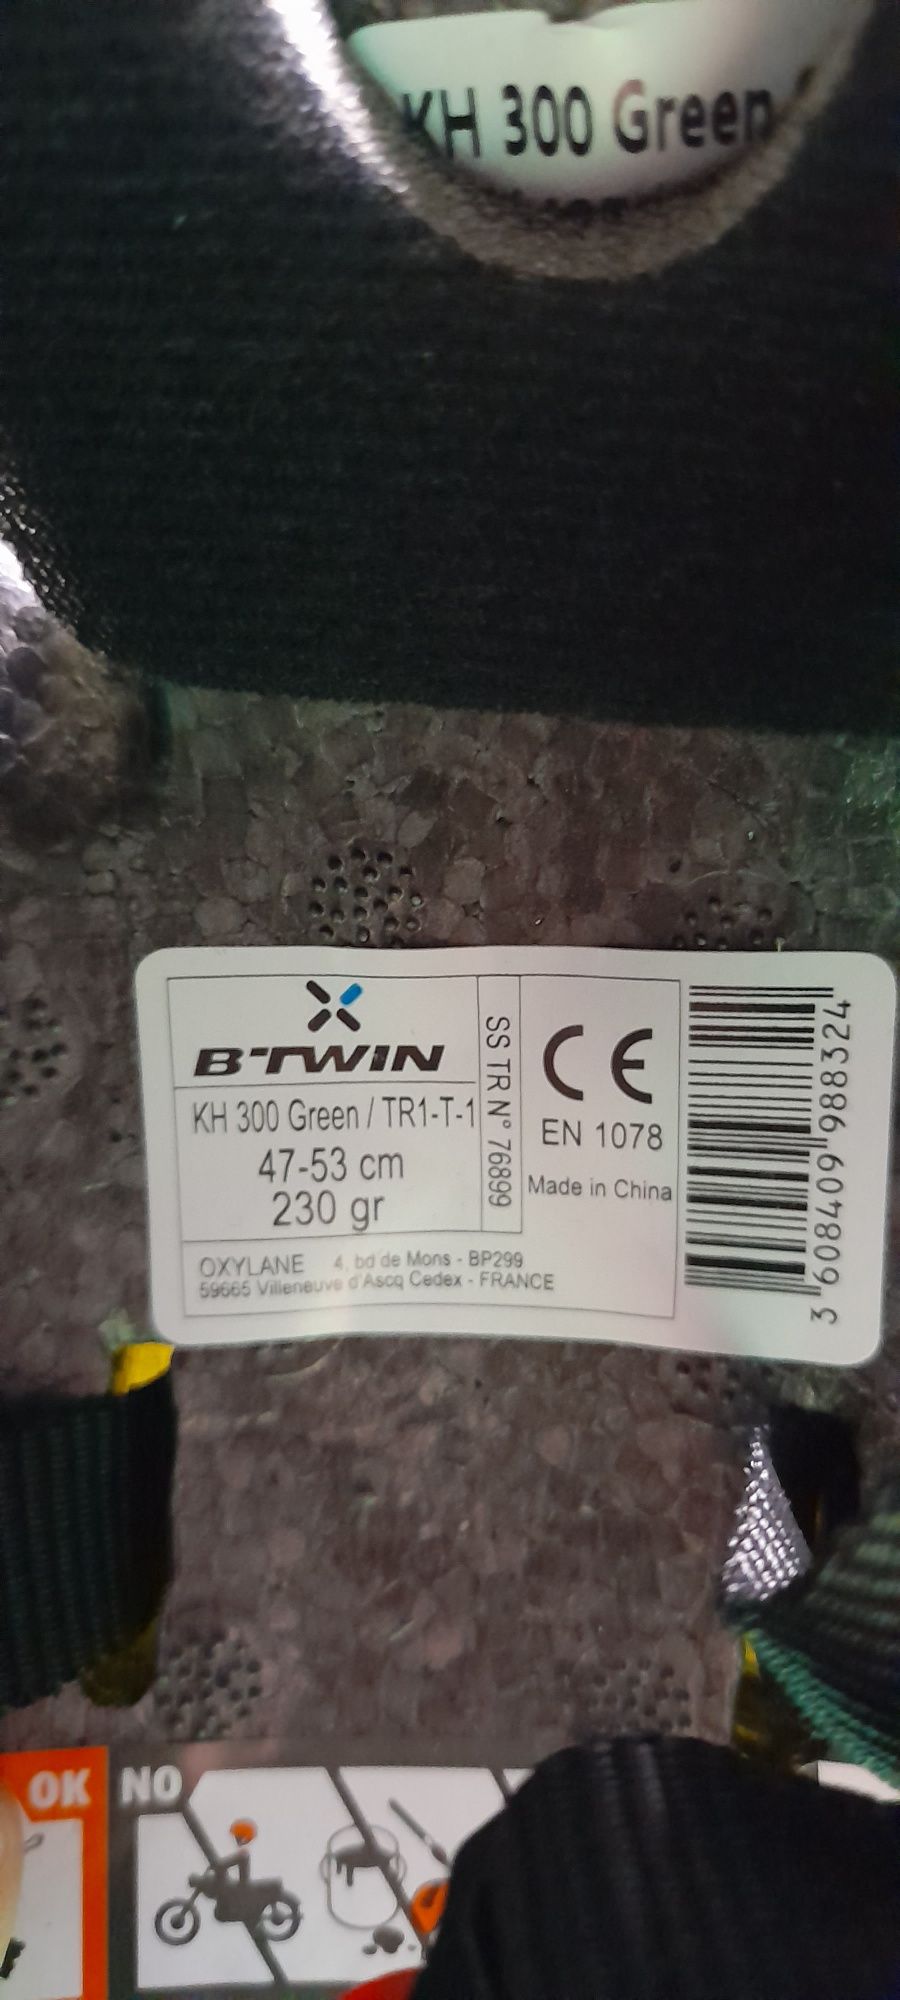 KH 300 Green
B'TWIN
KH 300 Green / TR1-T-1
47-53 cm
230 gr
SS TR N° 76899
CE
EN 1078
Made in China
OXYLANE 4, bd de Mons - BP299
59665 Villeneuve d'Ascq Cedex - FRANCE
3 608409 988324
OK
NO